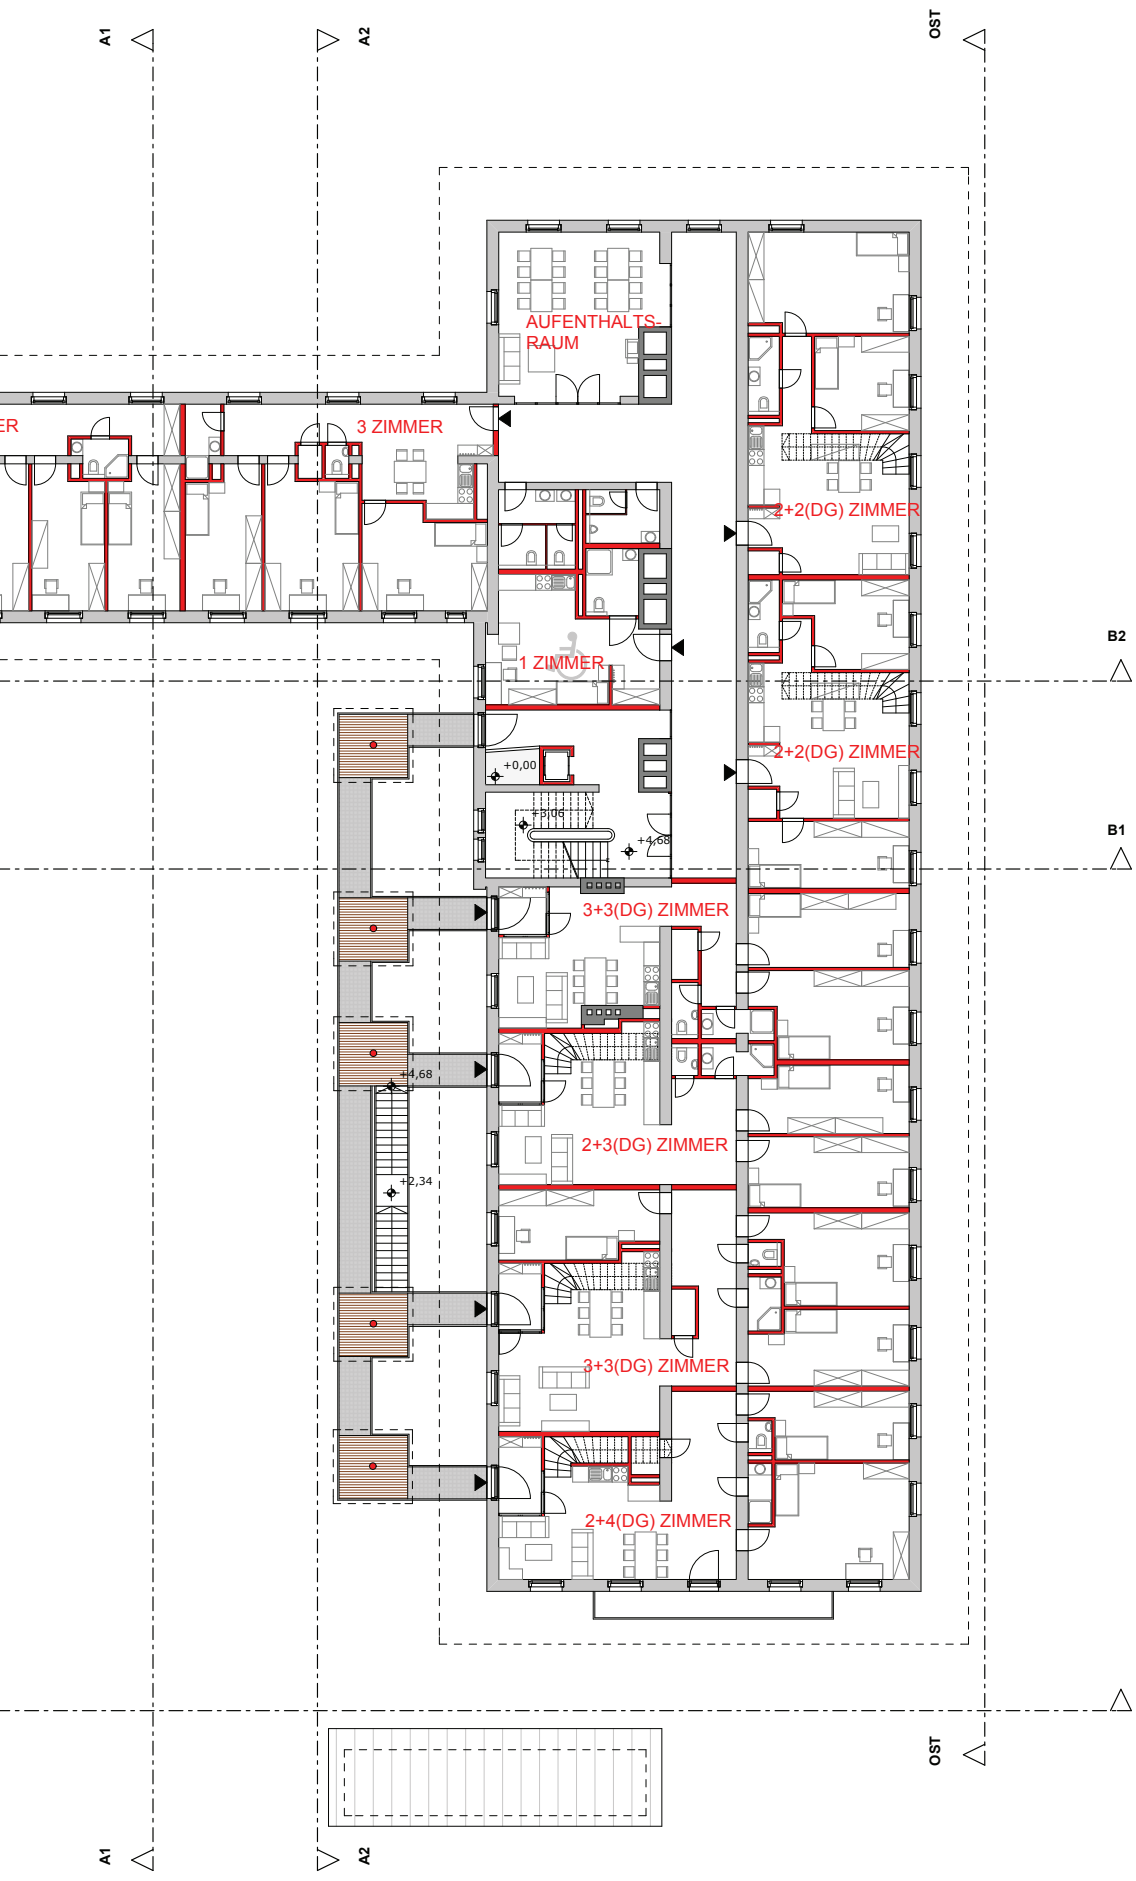 A1
A2
OST
AUFENTHALTS-
RAUM
ER
3 ZIMMER
2+2(DG) ZIMMER
B2
1 ZIMMER
2+2(DG) ZIMMER
+0,00
+3,06
B1
+4,68
3+3(DG) ZIMMER
+4,68
2+3(DG) ZIMMER
+2,34
3+3(DG) ZIMMER
2+4(DG) ZIMMER
OST
A1
A2